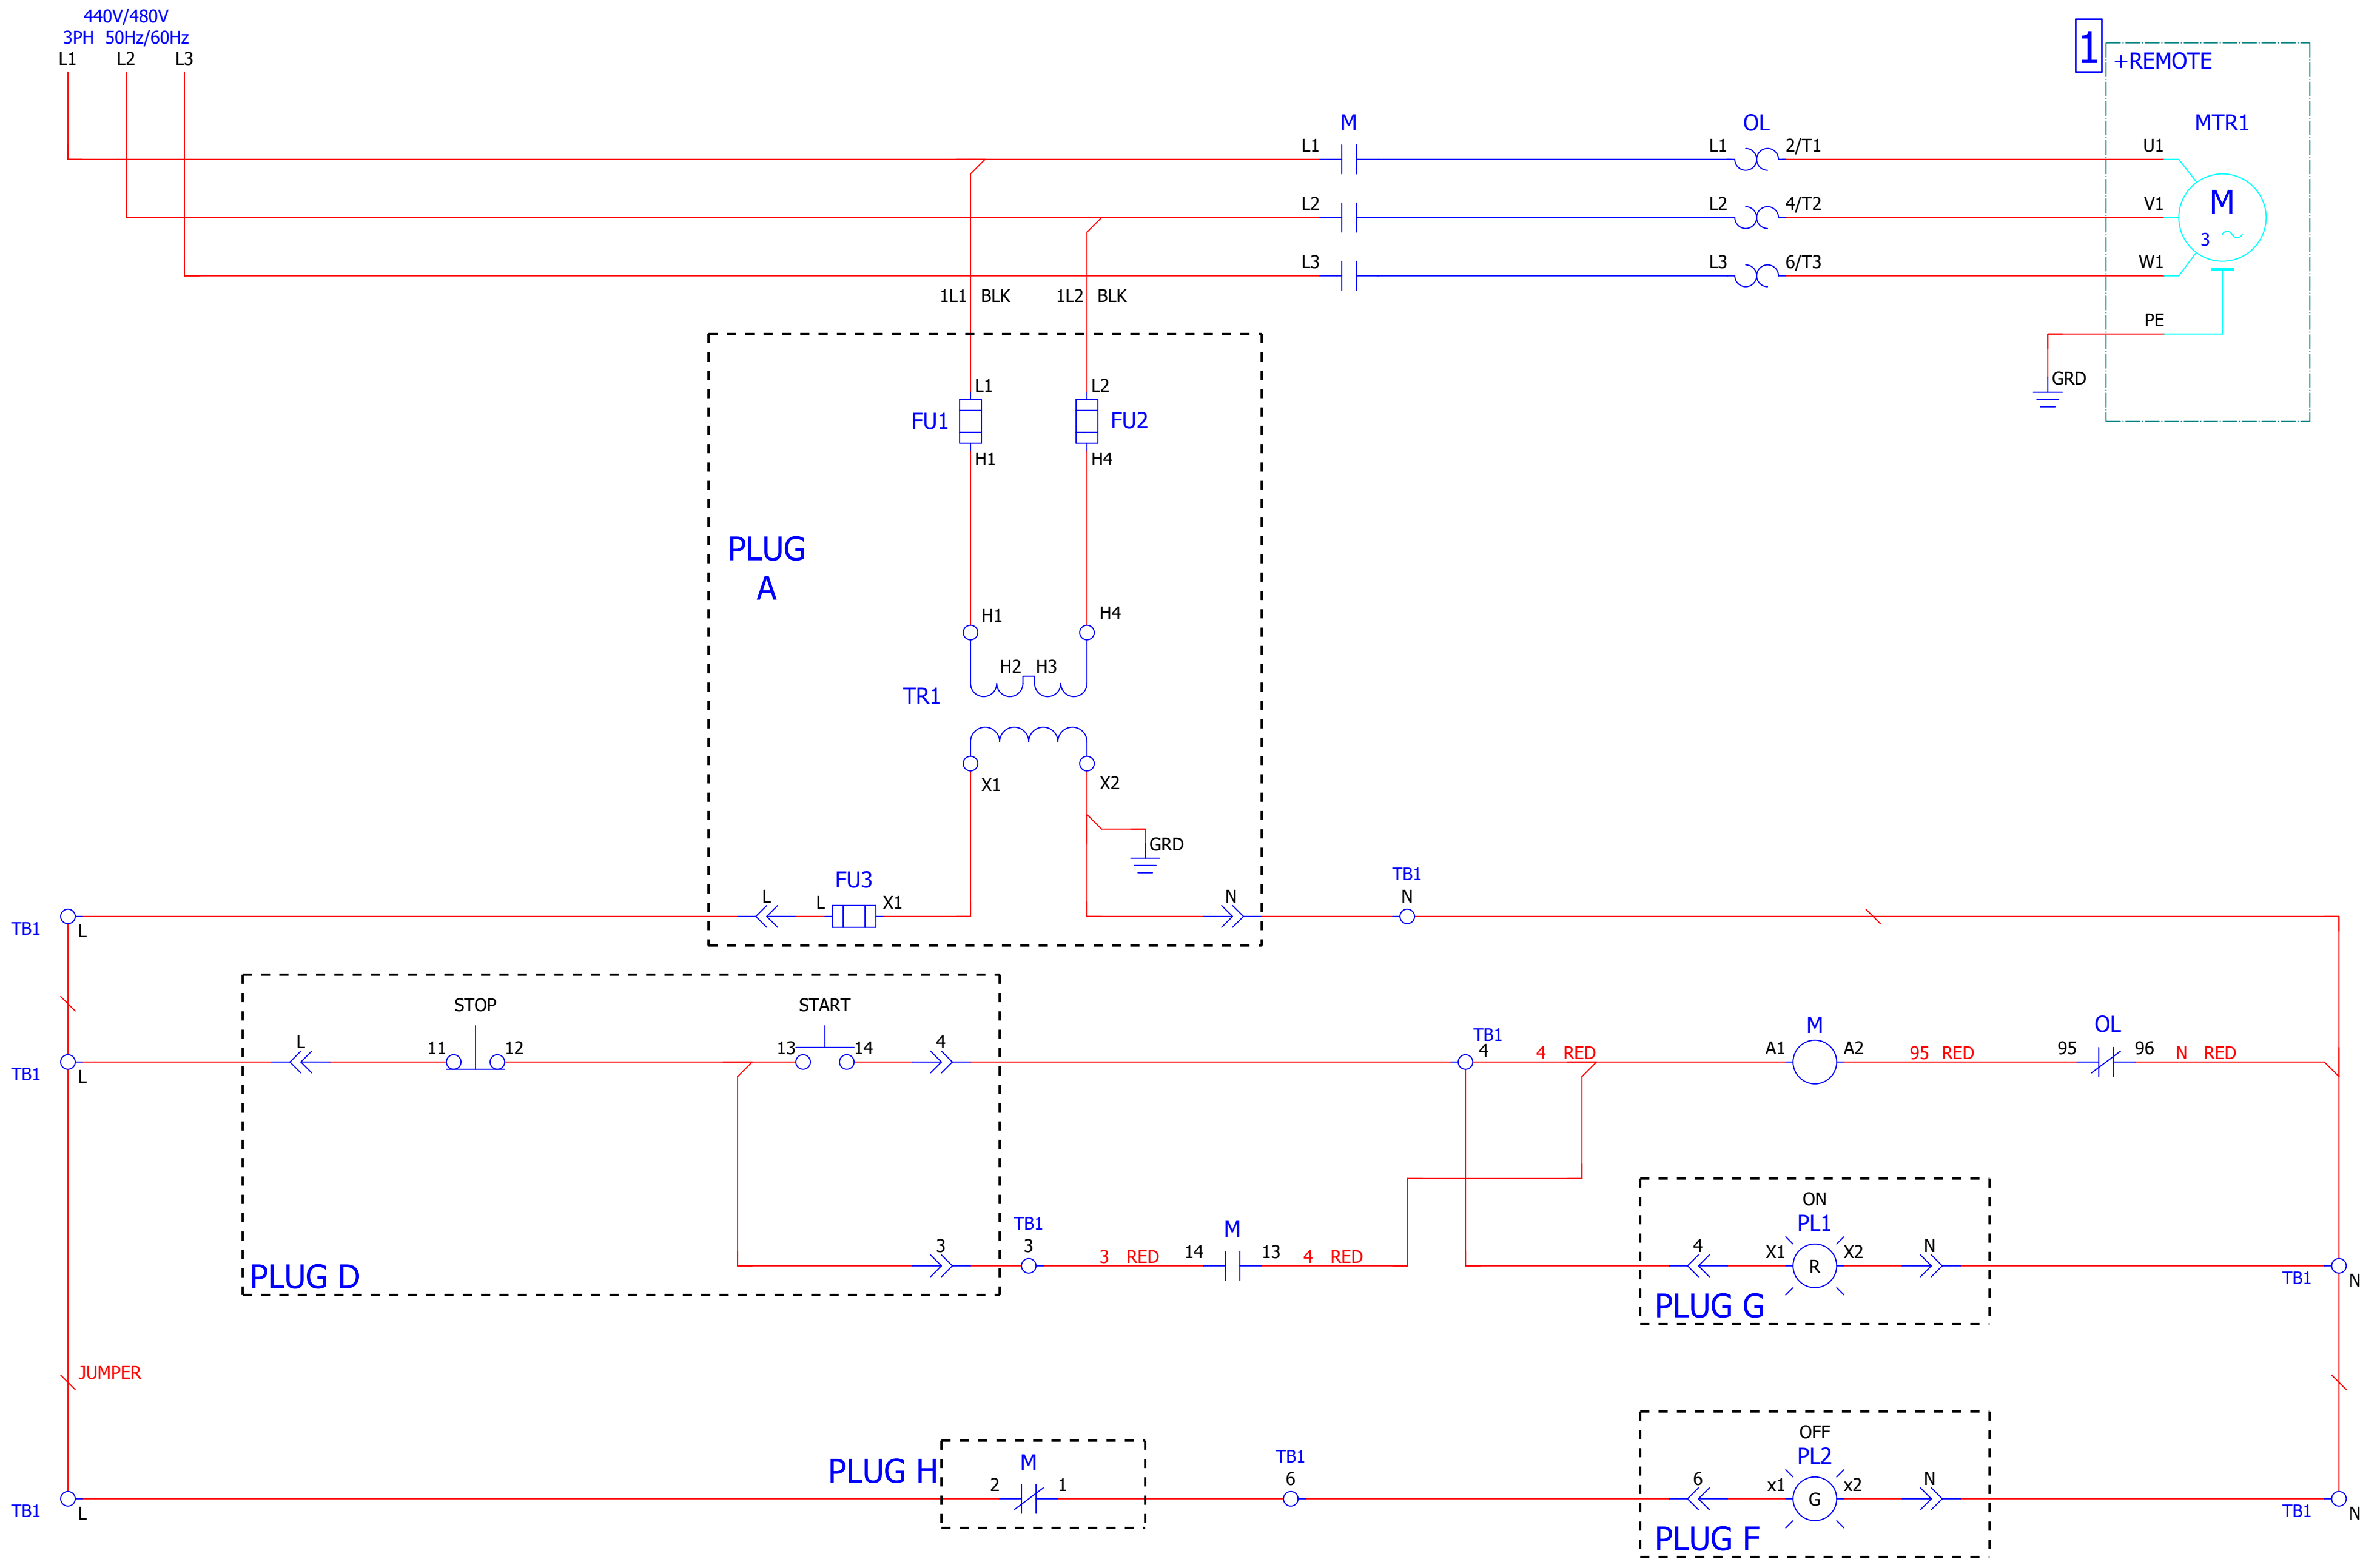 440V/480V
3PH 50Hz/60Hz
L1 L2 L3
1
+REMOTE
M OL MTR1
L1 L1 2/T1 U1
L2 L2 4/T2 V1
M
3
L3 L3 6/T3 W1
1L1 BLK 1L2 BLK
PE
GRD
L1 L2
FU1 FU2
H1 H4
PLUG
A
H1 H4
H2 H3
TR1
X1 X2
GRD
FU3
L L X1 N
TB1
N
TB1 L
STOP START
L 11 12 13 14 4
TB1
4
4 RED
M
A1 A2
95 RED
OL
95 96
N RED
TB1 L
PLUG D
3
TB1
3
3 RED
M
14 13
4 RED
ON
PL1
4 X1 R X2 N
PLUG G
TB1 N
JUMPER
PLUG H
M
2 1
TB1
6
OFF
PL2
6 x1 G x2 N
PLUG F
TB1 L
TB1 N